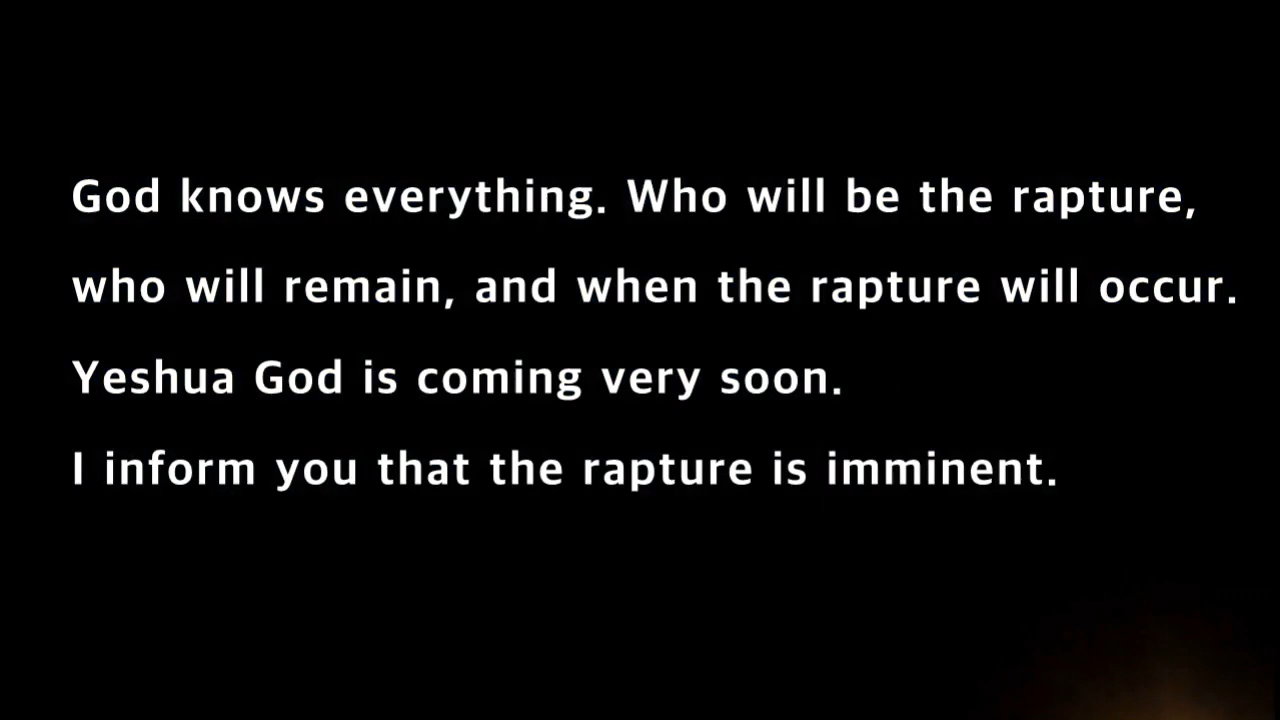 God knows everything. Who will be the rapture,
who will remain, and when the rapture will occur.
Yeshua God is coming very soon.
I inform you that the rapture is imminent.